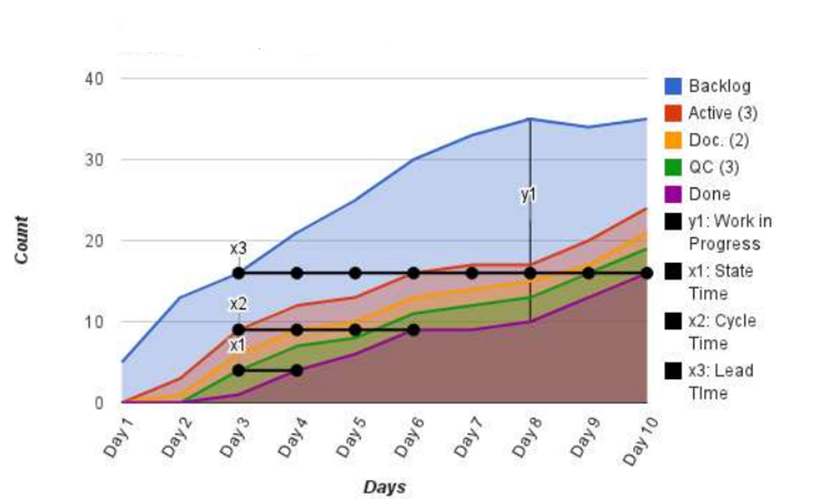 40
30
20
10
0
Count
x3
x2
x1
y1
Day 1
Day 2
Day 3
Day 4
Day 5
Day 6
Day 7
Day 8
Day 9
Day 10
Days
Backlog
Active (3)
Doc. (2)
QC (3)
Done
y1: Work in
Progress
x1: State
Time
x2: Cycle
Time
x3: Lead
TIme